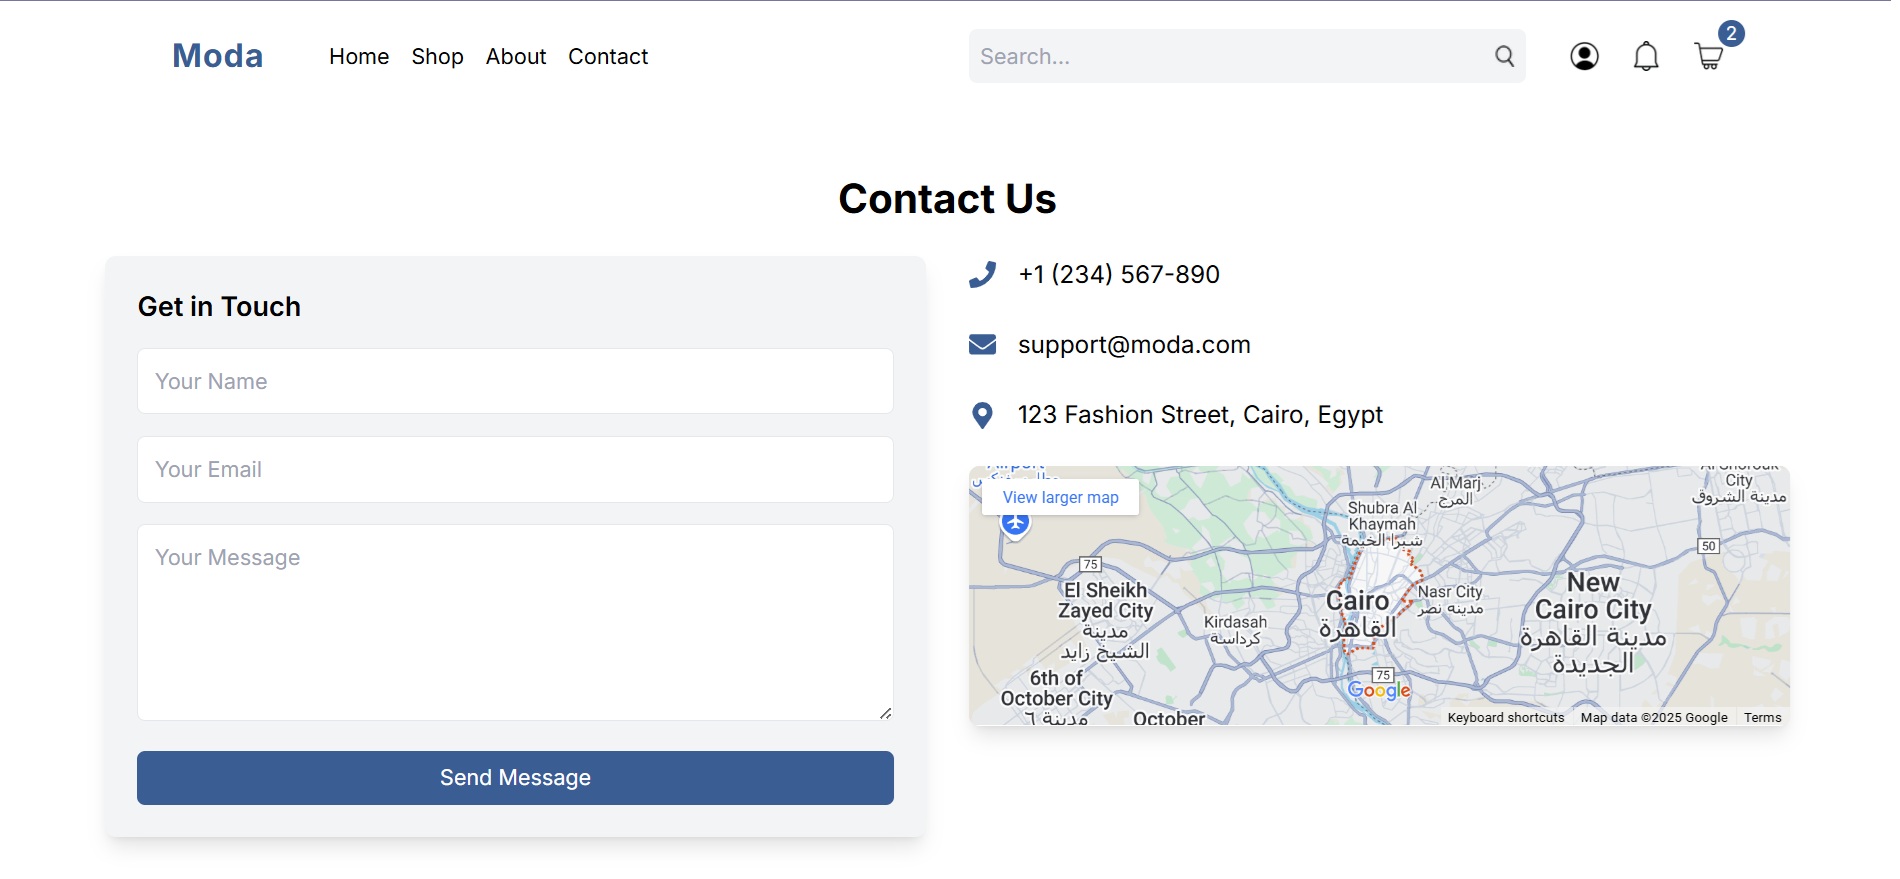 Moda
Home Shop About Contact
Search...
2
Contact Us
Get in Touch
Your Name
Your Email
Your Message
Send Message
+1 (234) 567-890
support@moda.com
123 Fashion Street, Cairo, Egypt
Airport
View larger map
Al Marj
المرج
City
مدينة الشروق
Shubra Al
Khaymah
شبرا الخيمة
50
75
El Sheikh
Zayed City
مدينة
الشيخ زايد
Kirdasah
كرداسة
Cairo
القاهرة
Nasr City
مدينه نصر
New
Cairo City
مدينة القاهرة
الجديدة
6th of
October City
مدينة ٦
October
75
Google
Keyboard shortcuts Map data ©2025 Google Terms